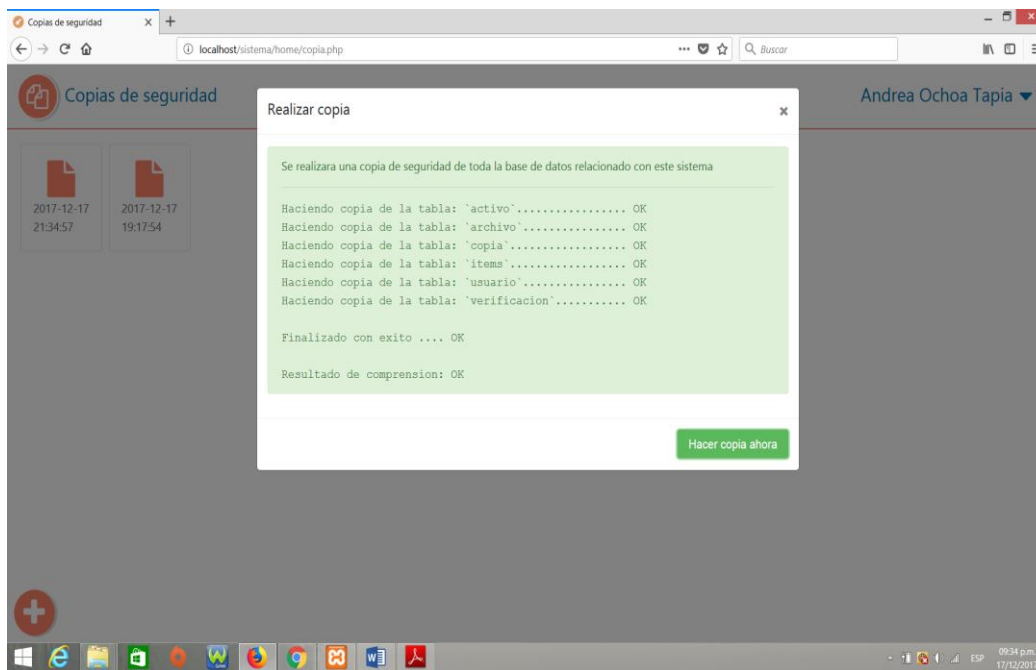 Copias de seguridad
localhost/sistema/home/copia.php
Buscar
Copias de seguridad
Andrea Ochoa Tapia
2017-12-17
21:34:57
2017-12-17
19:17:54
Realizar copia
Se realizara una copia de seguridad de toda la base de datos relacionado con este sistema
Haciendo copia de la tabla: `activo`................. OK
Haciendo copia de la tabla: `archivo`................ OK
Haciendo copia de la tabla: `copia`.................. OK
Haciendo copia de la tabla: `items`.................. OK
Haciendo copia de la tabla: `usuario`................ OK
Haciendo copia de la tabla: `verificacion`........... OK
Finalizado con exito .... OK
Resultado de comprension: OK
Hacer copia ahora
ESP
09:34 p.m.